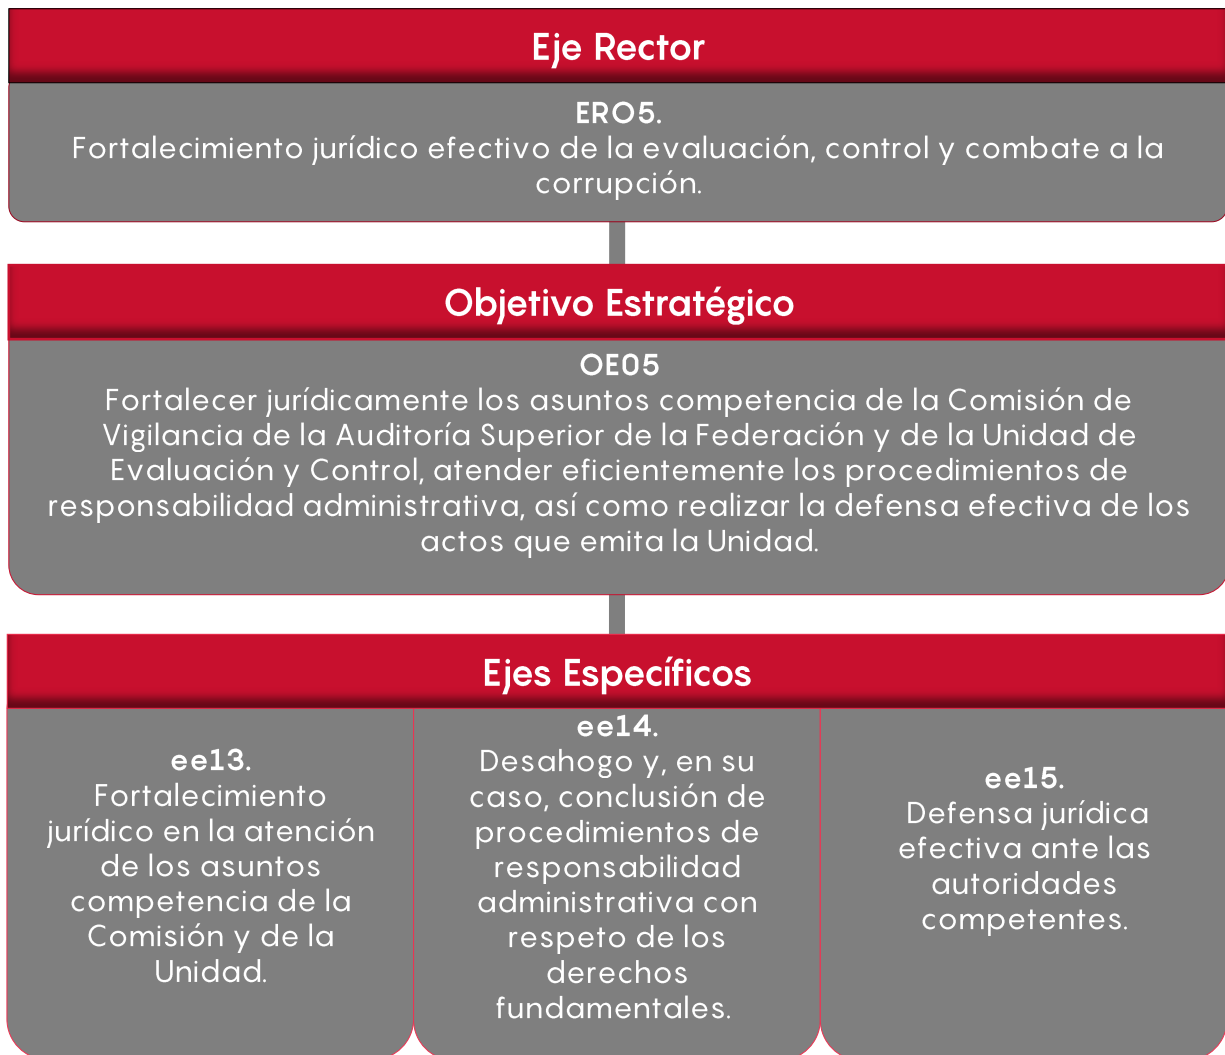 Eje Rector
ERO5.
Fortalecimiento jurídico efectivo de la evaluación, control y combate a la
corrupción.
Objetivo Estratégico
OE05
Fortalecer jurídicamente los asuntos competencia de la Comisión de
Vigilancia de la Auditoría Superior de la Federación y de la Unidad de
Evaluación y Control, atender eficientemente los procedimientos de
responsabilidad administrativa, así como realizar la defensa efectiva de los
actos que emita la Unidad.
Ejes Específicos
ee13.
Fortalecimiento
jurídico en la atención
de los asuntos
competencia de la
Comisión y de la
Unidad.
ee14.
Desahogo y, en su
caso, conclusión de
procedimientos de
responsabilidad
administrativa con
respeto de los
derechos
fundamentales.
ee15.
Defensa jurídica
efectiva ante las
autoridades
competentes.